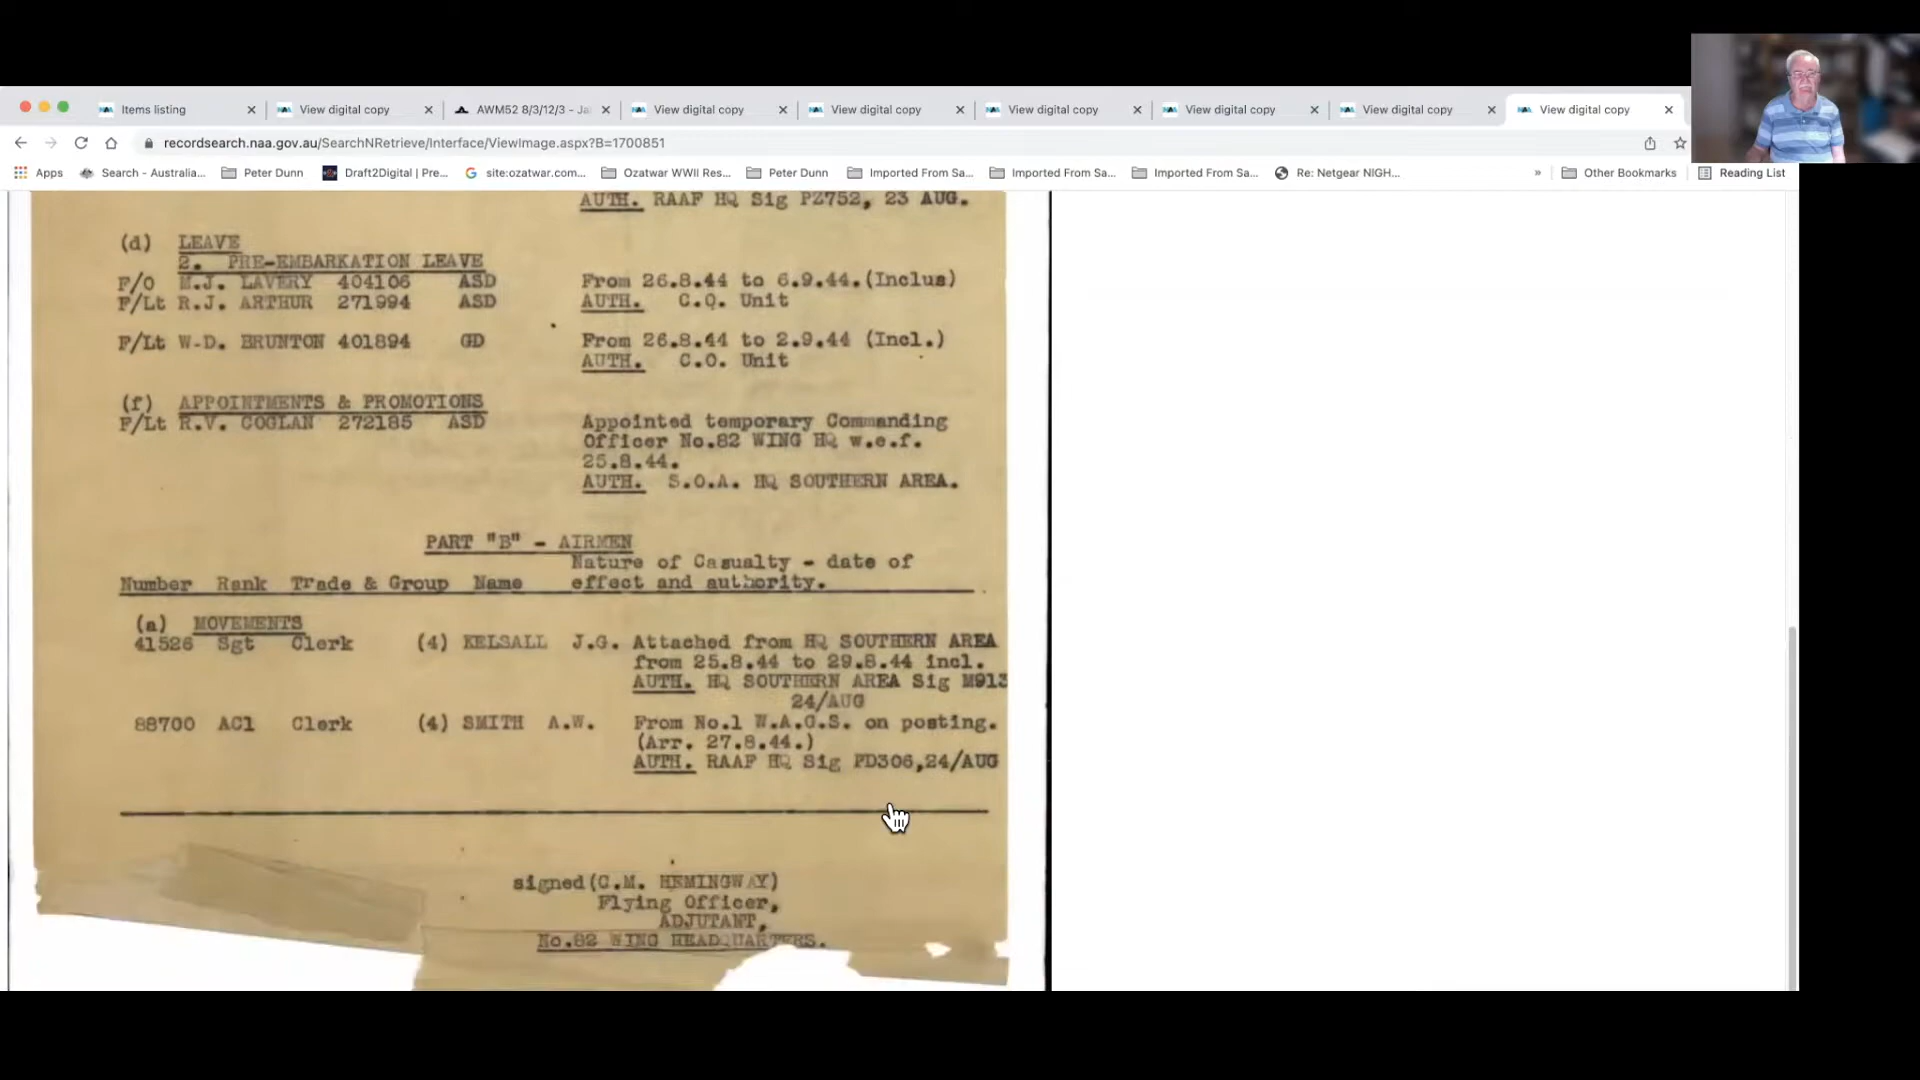 Items listing
View digital copy
AWM52 8/3/12/3 - Ja
View digital copy
View digital copy
View digital copy
View digital copy
View digital copy
View digital copy
recordsearch.naa.gov.au/SearchNRetrieve/Interface/ViewImage.aspx?B=1700851
Apps
Search - Australia...
Peter Dunn
Draft2Digital | Pre...
site:ozatwar.com...
Ozatwar WWII Res...
Peter Dunn
Imported From Sa...
Imported From Sa...
Imported From Sa...
Re: Netgear NIGH...
»
Other Bookmarks
Reading List
AUTH. RAAF HQ Sig PZ752, 23 AUG.
(d) LEAVE
2. PRE-EMBARKATION LEAVE
F/O M.J. LAVERY 404106 ASD From 26.8.44 to 6.9.44.(Inclus)
F/Lt R.J. ARTHUR 271994 ASD AUTH. C.O. Unit
F/Lt W.D. BRUNTON 401894 GD From 26.8.44 to 2.9.44 (Incl.)
AUTH. C.O. Unit
(f) APPOINTMENTS & PROMOTIONS
F/Lt R.V. COGLAN 272185 ASD Appointed temporary Commanding
Officer No.82 WING HQ w.e.f.
25.8.44.
AUTH. S.O.A. HQ SOUTHERN AREA.
PART "B" - AIRMEN
Nature of Casualty - date of
Number Rank Trade & Group Name effect and authority.
(a) MOVEMENTS
41526 Sgt Clerk (4) KELSALL J.G. Attached from HQ SOUTHERN AREA
from 25.8.44 to 29.8.44 incl.
AUTH. HQ SOUTHERN AREA Sig M913
24/AUG
88700 AC1 Clerk (4) SMITH A.W. From No.1 W.A.G.S. on posting.
(Arr. 27.8.44.)
AUTH. RAAF HQ Sig PD306,24/AUG
signed(C.M. HEMINGWAY)
Flying Officer,
ADJUTANT,
No.82 WING HEADQUARTERS.